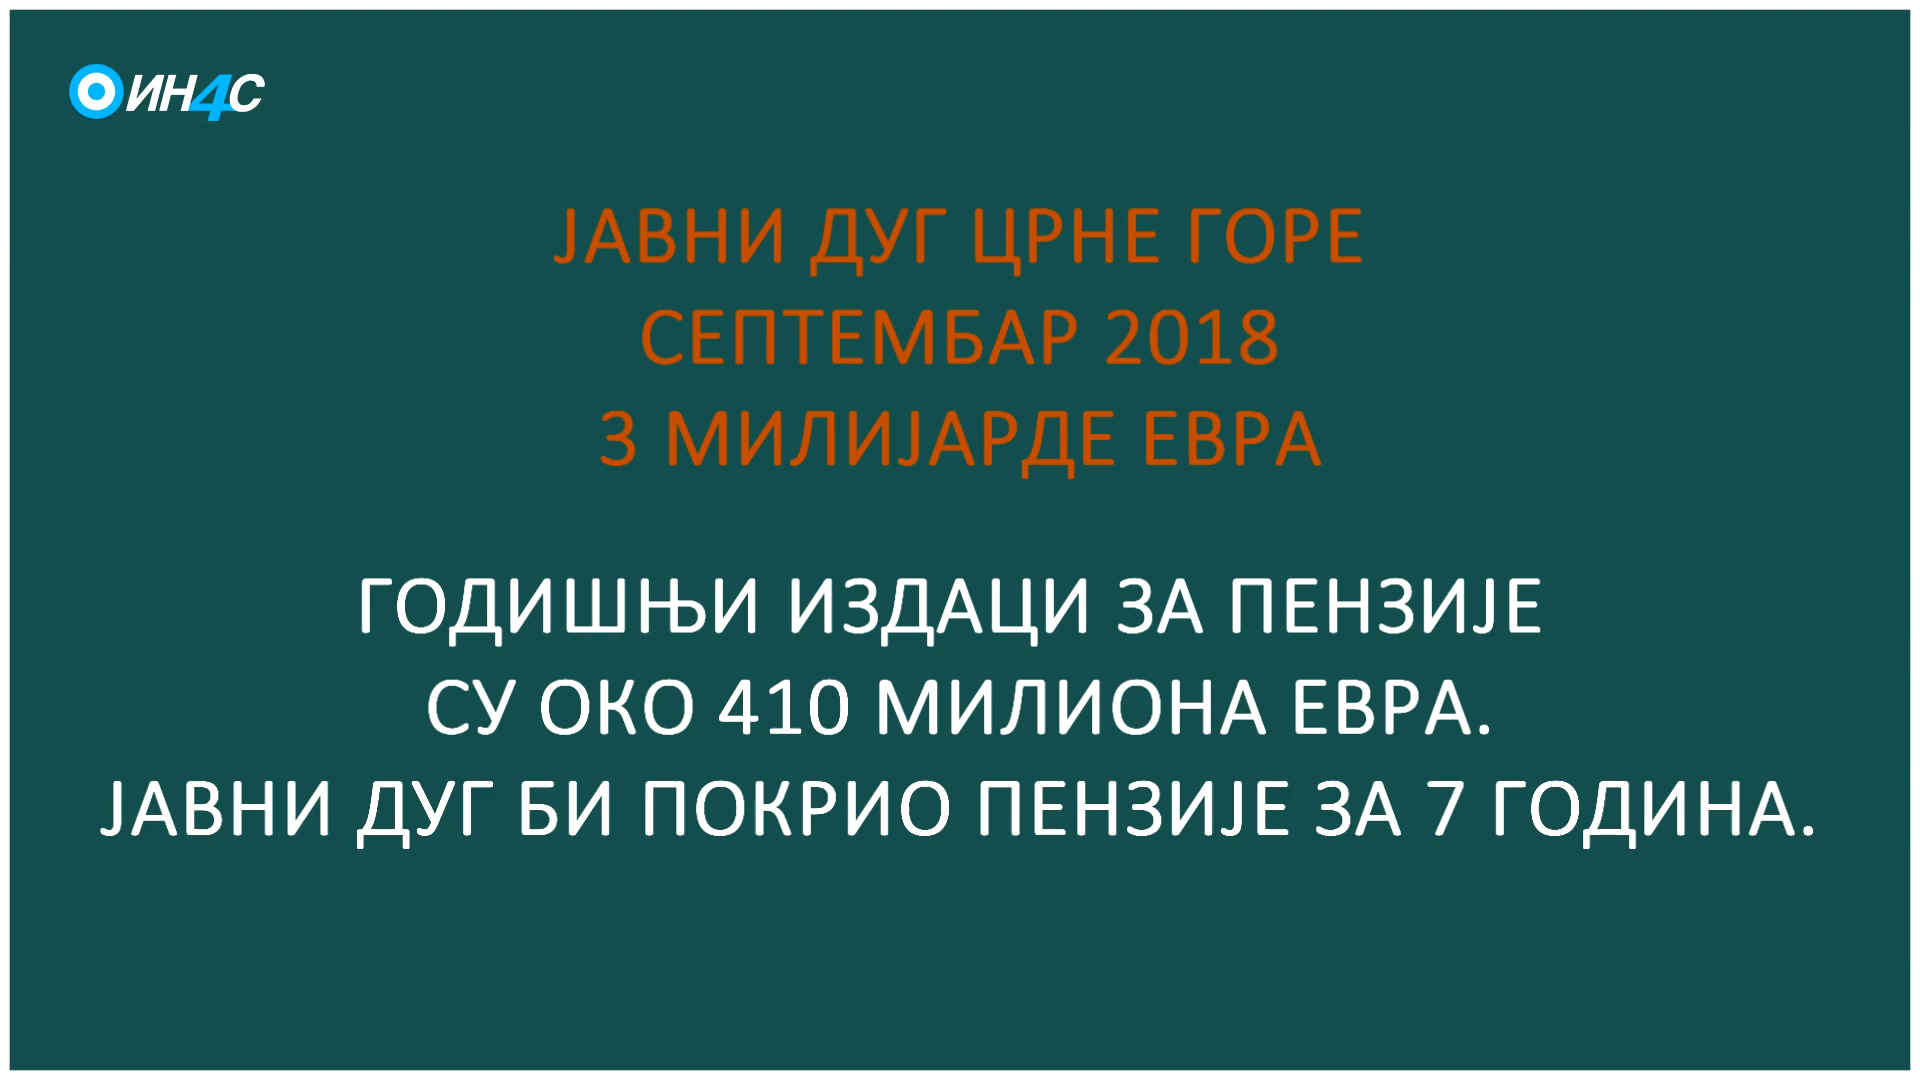 ИН4С
ЈАВНИ ДУГ ЦРНЕ ГОРЕ
СЕПТЕМБАР 2018
3 МИЛИЈАРДЕ ЕВРА
ГОДИШЊИ ИЗДАЦИ ЗА ПЕНЗИЈЕ
СУ ОКО 410 МИЛИОНА ЕВРА.
ЈАВНИ ДУГ БИ ПОКРИО ПЕНЗИЈЕ ЗА 7 ГОДИНА.